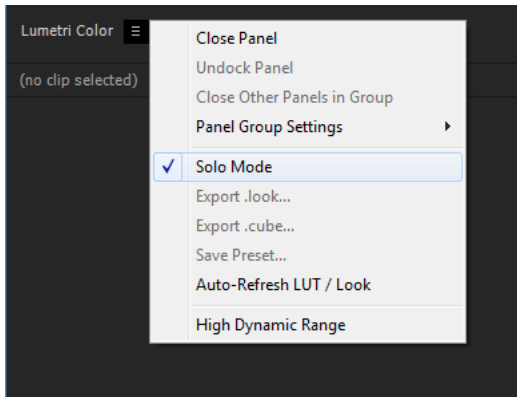 Lumetri Color
(no clip selected)
Close Panel
Undock Panel
Close Other Panels in Group
Panel Group Settings
Solo Mode
Export .look...
Export .cube...
Save Preset...
Auto-Refresh LUT / Look
High Dynamic Range